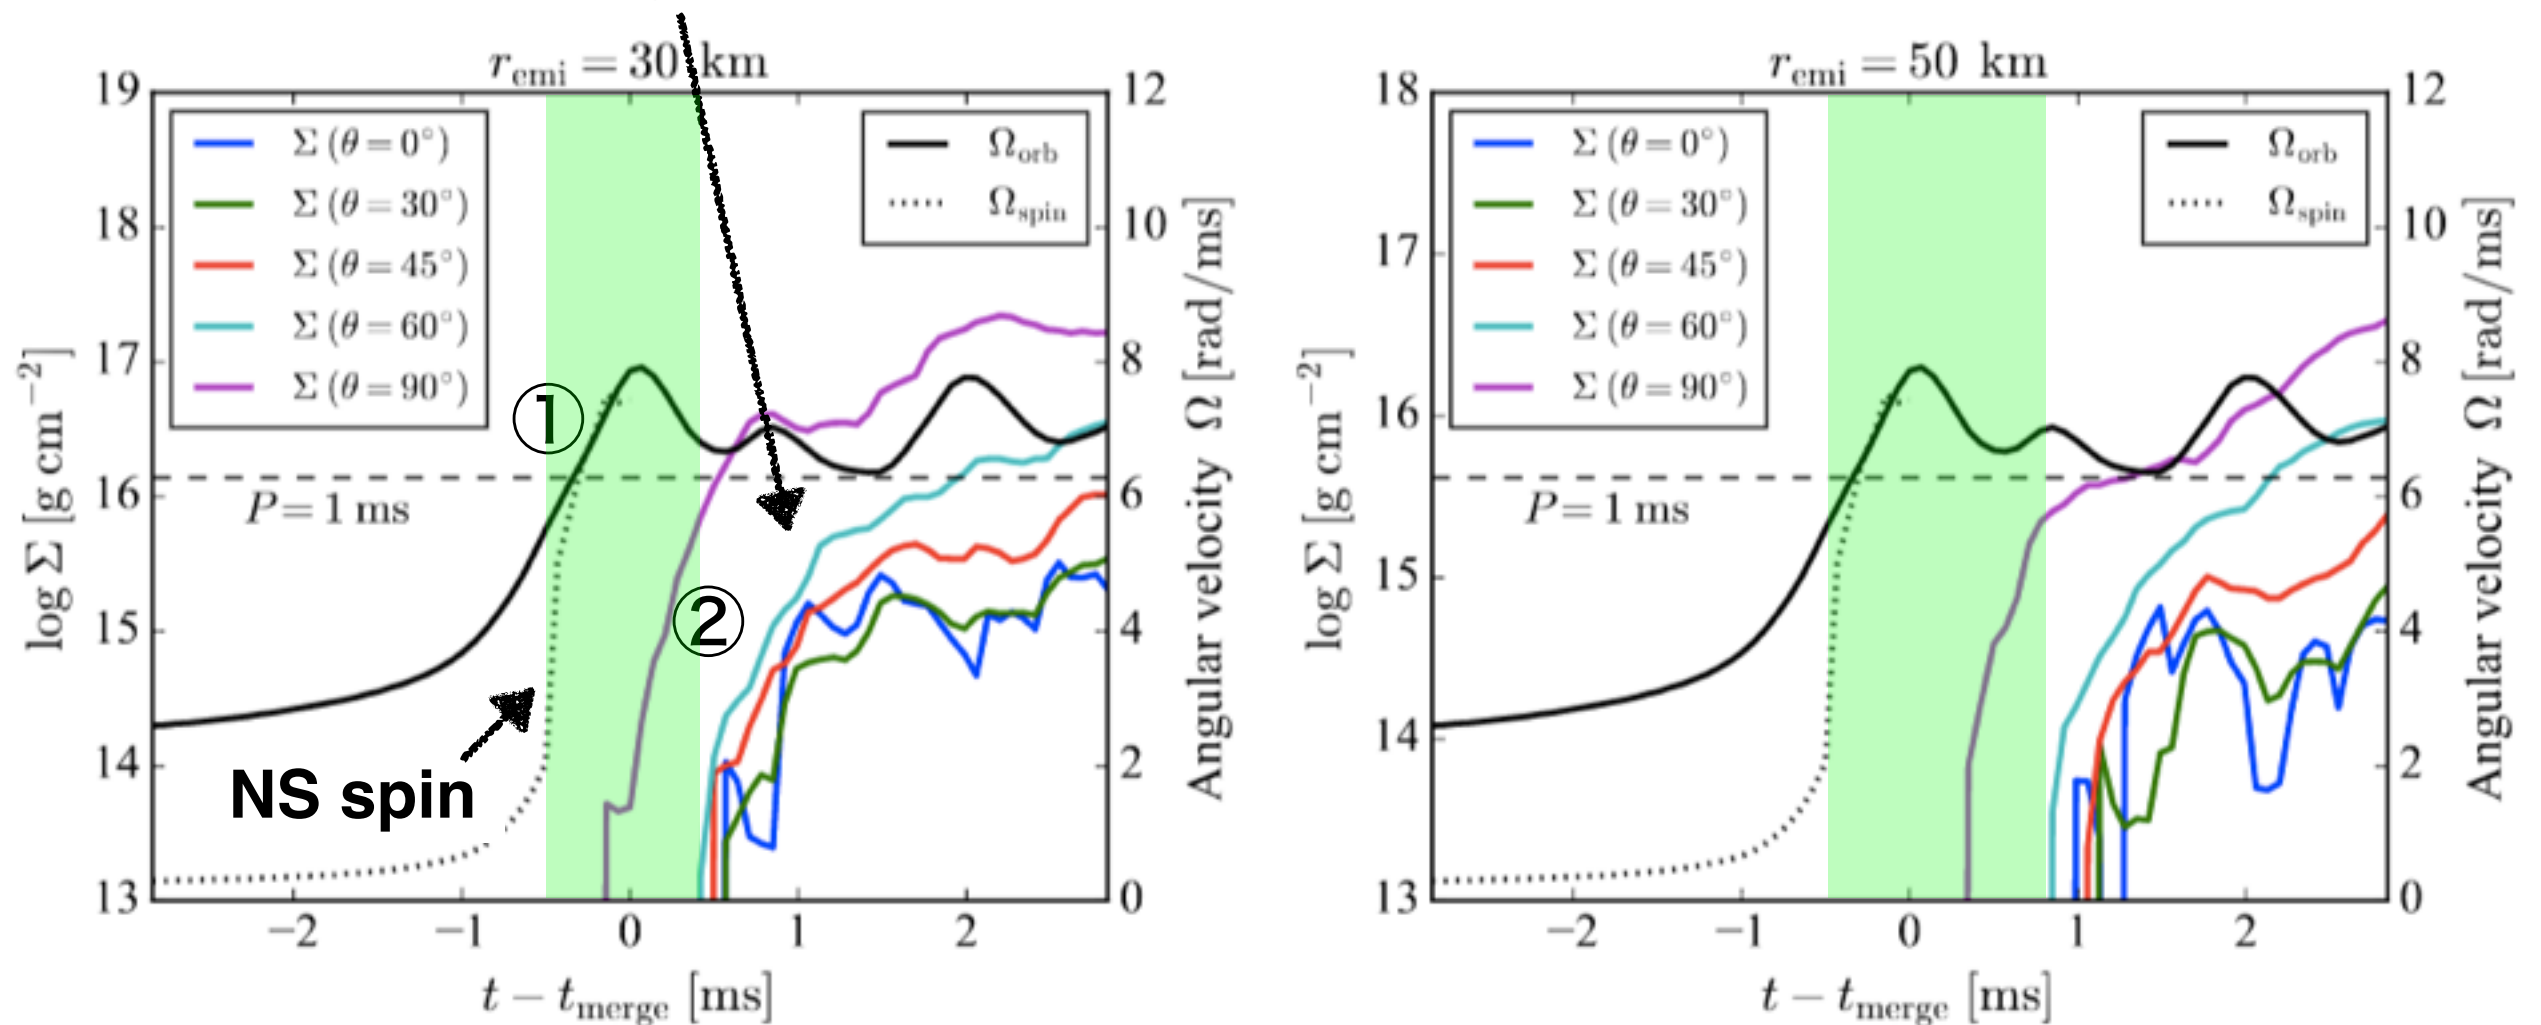 r_emi = 30 km
19
18
17
16
15
14
13
12
10
8
6
4
2
0
Σ (θ = 0°)
Σ (θ = 30°)
Σ (θ = 45°)
Σ (θ = 60°)
Σ (θ = 90°)
Ω_orb
Ω_spin
①
②
P = 1 ms
NS spin
log Σ [g cm⁻²]
Angular velocity Ω [rad/ms]
−2 −1 0 1 2
t − t_merge [ms]
r_emi = 50 km
18
17
16
15
14
13
12
10
8
6
4
2
0
Σ (θ = 0°)
Σ (θ = 30°)
Σ (θ = 45°)
Σ (θ = 60°)
Σ (θ = 90°)
Ω_orb
Ω_spin
P = 1 ms
log Σ [g cm⁻²]
Angular velocity Ω [rad/ms]
−2 −1 0 1 2
t − t_merge [ms]